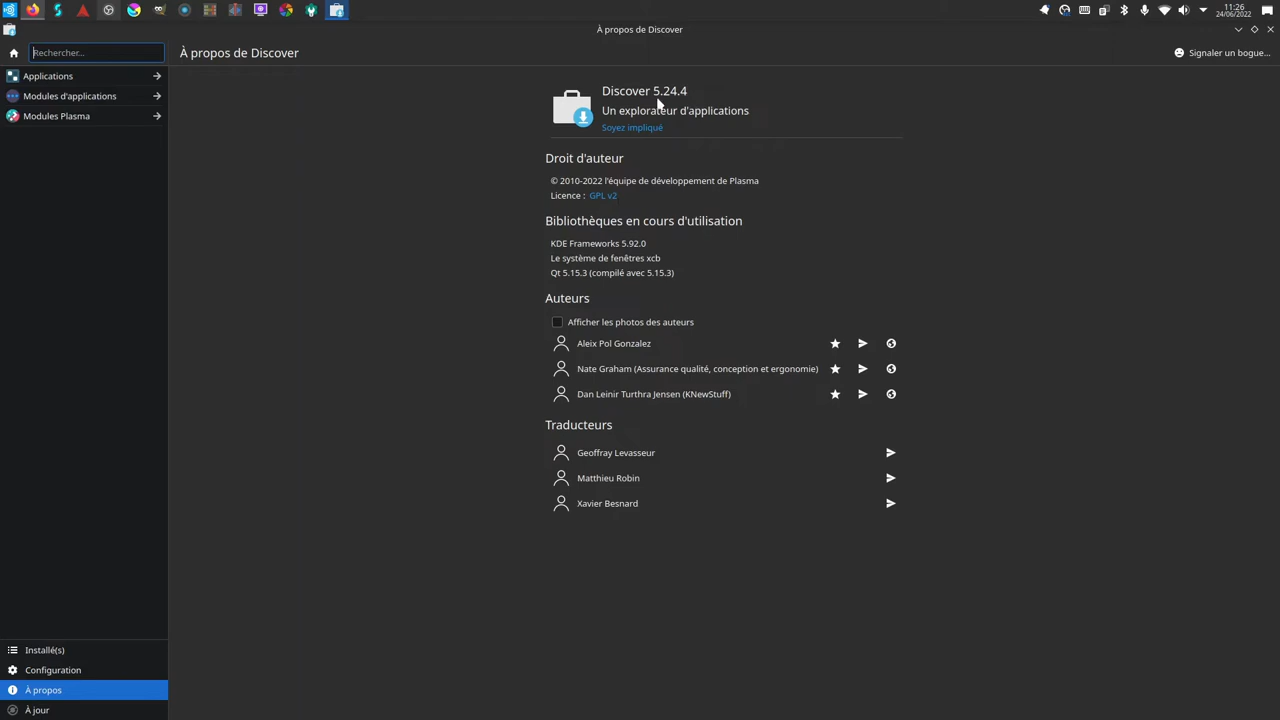 11:26
24/06/2022
À propos de Discover
Rechercher...
À propos de Discover
Signaler un bogue...
Applications
Modules d'applications
Modules Plasma
Discover 5.24.4
Un explorateur d'applications
Soyez impliqué
Droit d'auteur
© 2010-2022 l'équipe de développement de Plasma
Licence : GPL v2
Bibliothèques en cours d'utilisation
KDE Frameworks 5.92.0
Le système de fenêtres xcb
Qt 5.15.3 (compilé avec 5.15.3)
Auteurs
Afficher les photos des auteurs
Aleix Pol Gonzalez
Nate Graham (Assurance qualité, conception et ergonomie)
Dan Leinir Turthra Jensen (KNewStuff)
Traducteurs
Geoffray Levasseur
Matthieu Robin
Xavier Besnard
Installé(s)
Configuration
À propos
À jour